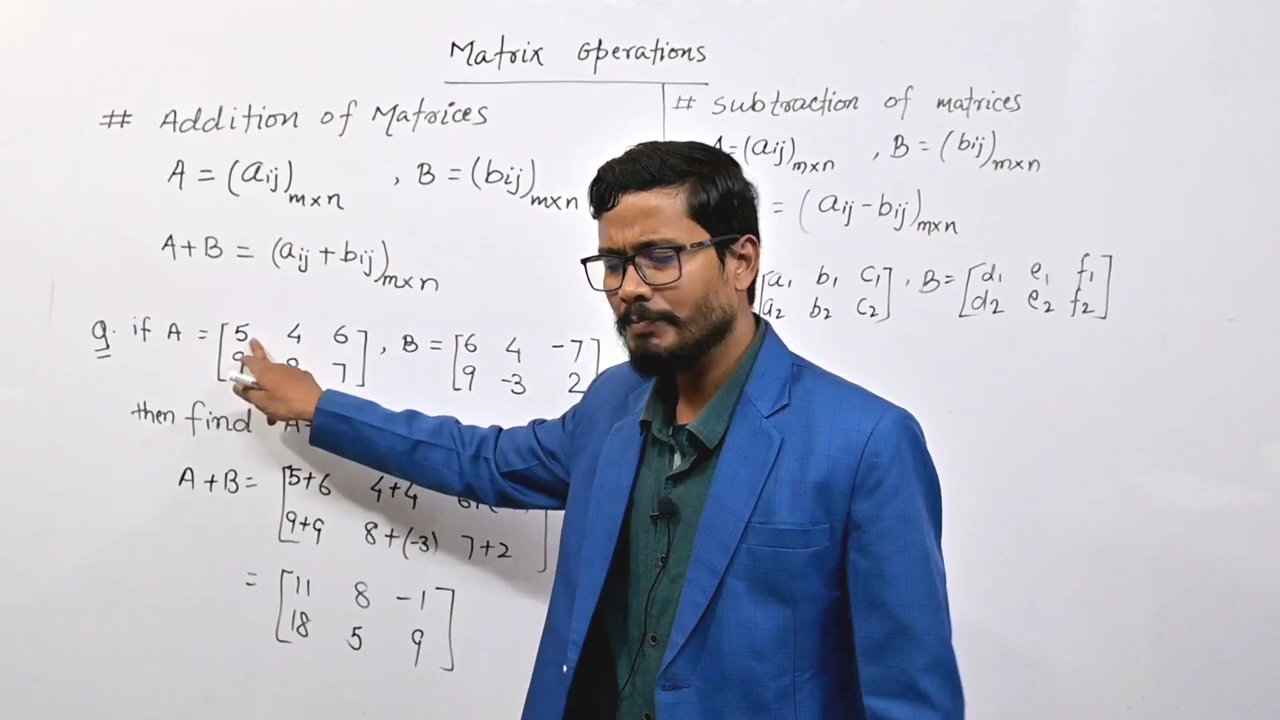 Matrix Operations
# Addition of Matrices
A = (aij)m×n , B = (bij)m×n
A+B = (aij + bij)m×n
Q. if A = [5 4 6] , B = [6 4 -7]
7] [9 -3 2]
then find
A+B = [5+6 4+4
[9+9 8+(-3) 7+2]
= [11 8 -1]
[18 5 9]
# Subtraction of matrices
A = (aij)m×n , B = (bij)m×n
= (aij - bij)m×n
[a1 b1 c1] , B = [d1 e1 f1]
[a2 b2 c2] [d2 e2 f2]